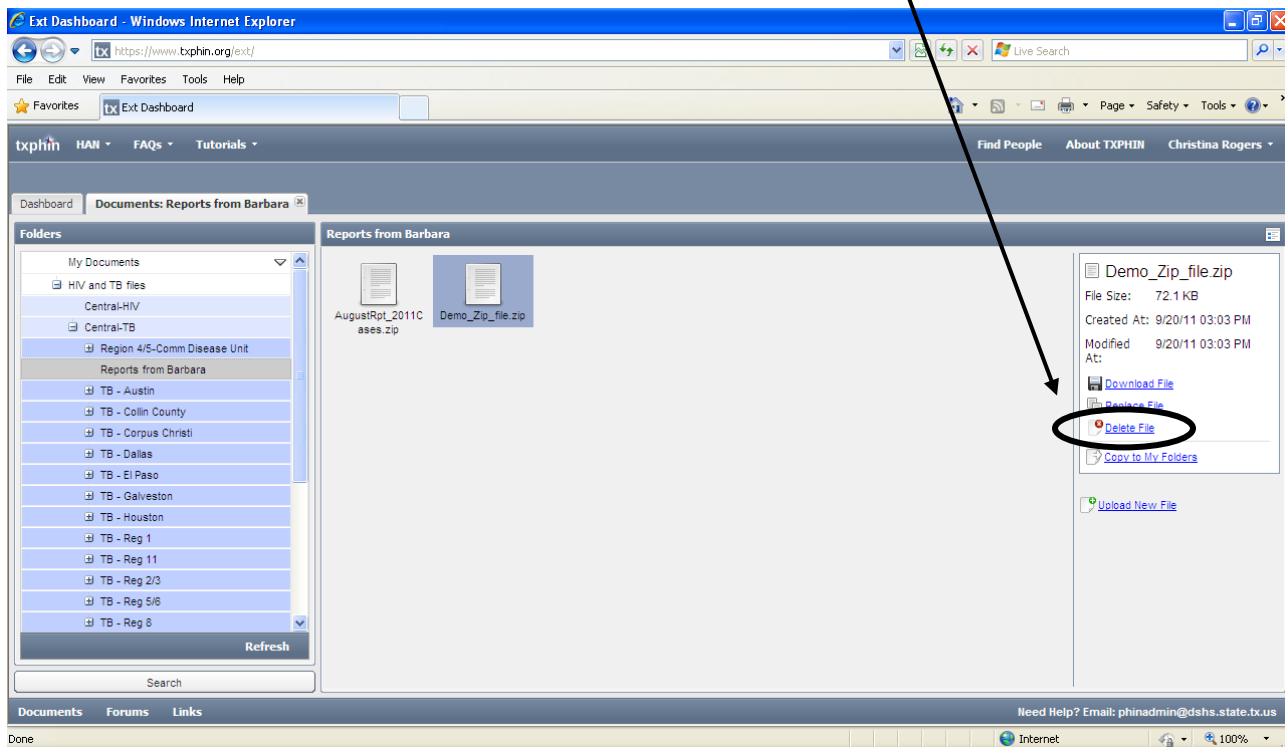 Ext Dashboard - Windows Internet Explorer
https://www.txphin.org/ext/
Live Search
File Edit View Favorites Tools Help
Favorites
tx Ext Dashboard
Page Safety Tools
txphin HAN FAQs Tutorials Find People About TXPHIN Christina Rogers
Dashboard Documents: Reports from Barbara
Folders
My Documents
HIV and TB files
Central-HIV
Central-TB
Region 4/5-Comm Disease Unit
Reports from Barbara
TB - Austin
TB - Collin County
TB - Corpus Christi
TB - Dallas
TB - El Paso
TB - Galveston
TB - Houston
TB - Reg 1
TB - Reg 11
TB - Reg 2/3
TB - Reg 5/6
TB - Reg 8
Refresh
Search
Reports from Barbara
AugustRpt_2011C
ases.zip
Demo_Zip_file.zip
Demo_Zip_file.zip
File Size: 72.1 KB
Created At: 9/20/11 03:03 PM
Modified At: 9/20/11 03:03 PM
Download File
Replace File
Delete File
Copy to My Folders
Upload New File
Documents Forums Links Need Help? Email: phinadmin@dshs.state.tx.us
Done Internet 100%